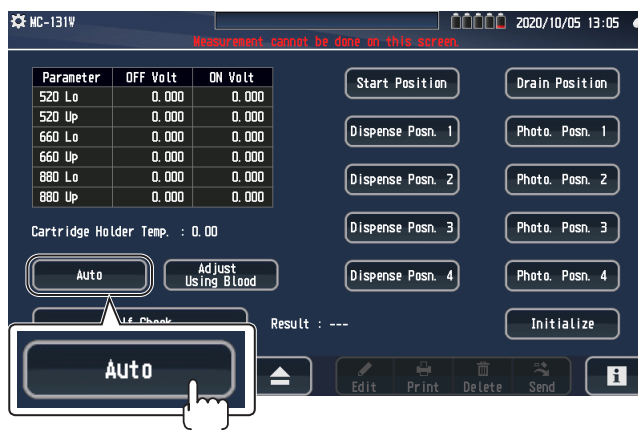 MC-131V
2020/10/05 13:05
Measurement cannot be done on this screen.
Parameter OFF Volt ON Volt
520 Lo 0.000 0.000
520 Up 0.000 0.000
660 Lo 0.000 0.000
660 Up 0.000 0.000
880 Lo 0.000 0.000
880 Up 0.000 0.000
Cartridge Holder Temp. : 0.00
Auto
Adjust
Using Blood
lf Check
Result : ---
Start Position
Drain Position
Dispense Posn. 1
Photo. Posn. 1
Dispense Posn. 2
Photo. Posn. 2
Dispense Posn. 3
Photo. Posn. 3
Dispense Posn. 4
Photo. Posn. 4
Initialize
Auto
Edit
Print
Delete
Send
i